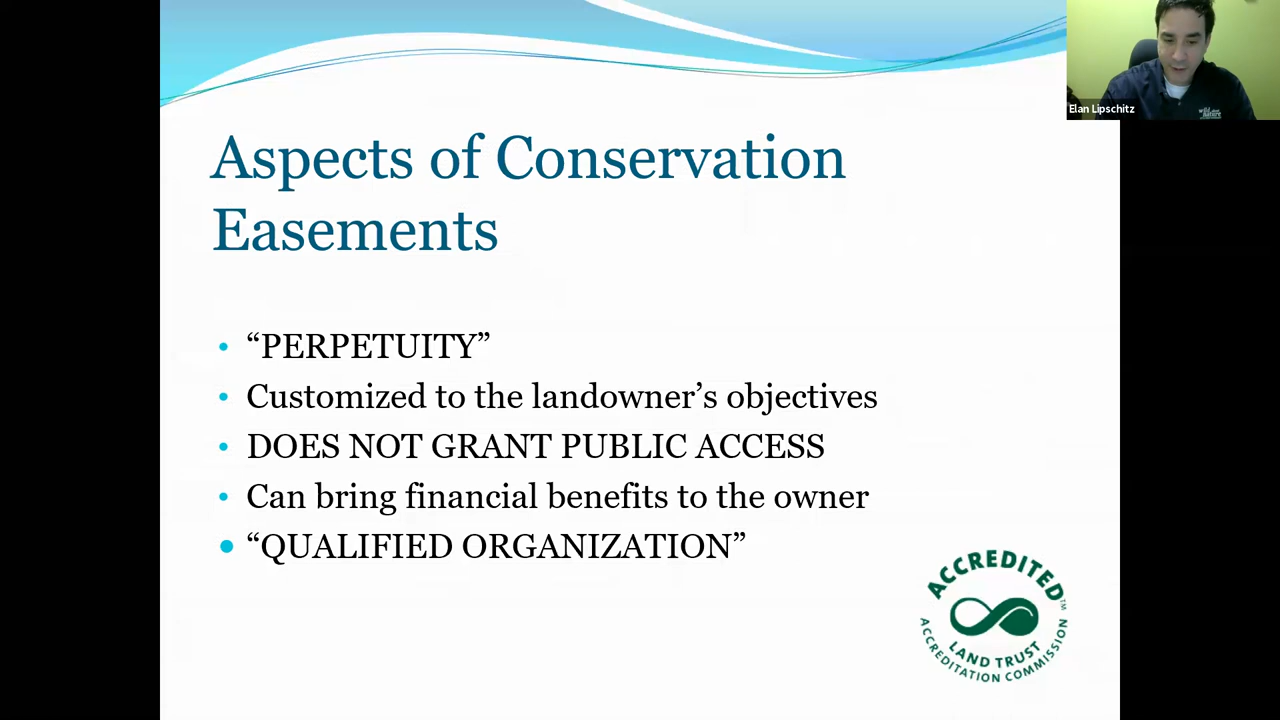 Elan Lipschitz
Aspects of Conservation
Easements
• “PERPETUITY”
• Customized to the landowner’s objectives
• DOES NOT GRANT PUBLIC ACCESS
• Can bring financial benefits to the owner
• “QUALIFIED ORGANIZATION”
ACCREDITED™
LAND TRUST
ACCREDITATION COMMISSION